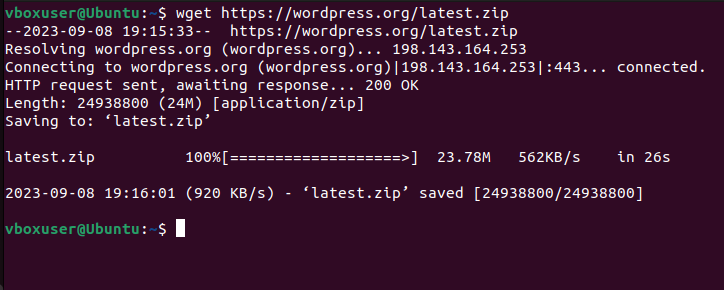 vboxuser@Ubuntu:~$ wget https://wordpress.org/latest.zip
--2023-09-08 19:15:33--  https://wordpress.org/latest.zip
Resolving wordpress.org (wordpress.org)... 198.143.164.253
Connecting to wordpress.org (wordpress.org)|198.143.164.253|:443... connected.
HTTP request sent, awaiting response... 200 OK
Length: 24938800 (24M) [application/zip]
Saving to: ‘latest.zip’
latest.zip          100%[===================>]  23.78M   562KB/s    in 26s
2023-09-08 19:16:01 (920 KB/s) - ‘latest.zip’ saved [24938800/24938800]
vboxuser@Ubuntu:~$